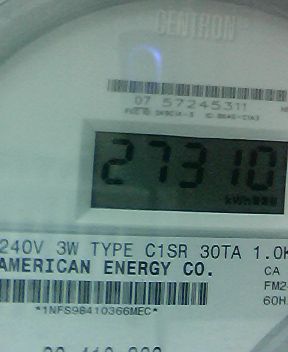 CENTRON
07 57245311
27310
kWh
240V 3W TYPE C1SR 30TA 1.0K
AMERICAN ENERGY CO.
CA
FM2
60H
*1NFS98410366MEC*